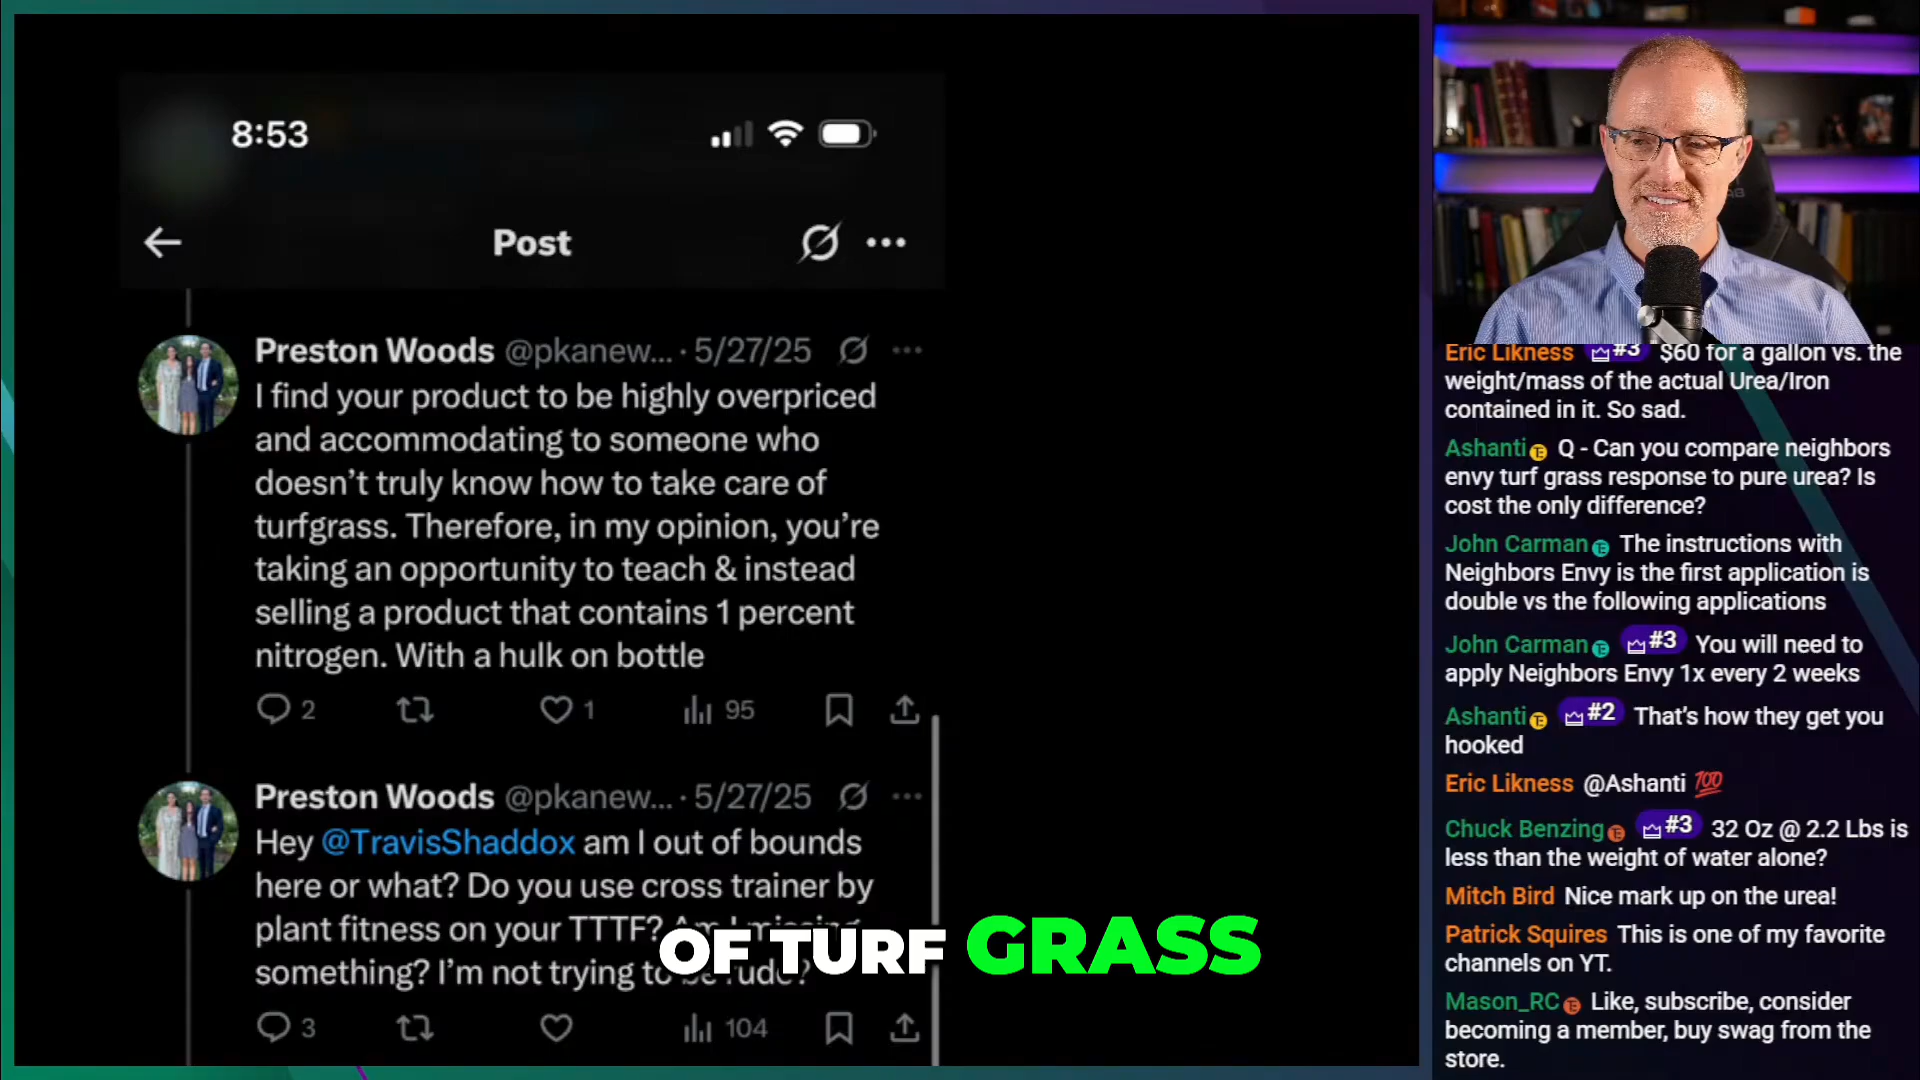 8:53
Post
Preston Woods @pkanew... · 5/27/25
I find your product to be highly overpriced
and accommodating to someone who
doesn't truly know how to take care of
turfgrass. Therefore, in my opinion, you're
taking an opportunity to teach & instead
selling a product that contains 1 percent
nitrogen. With a hulk on bottle
2 1 95
Preston Woods @pkanew... · 5/27/25
Hey @TravisShaddox am I out of bounds
here or what? Do you use cross trainer by
plant fitness on your TTTF? Am I missing
something? I'm not trying to be rude?
3 104
OF TURF GRASS
Eric Likness #3 $60 for a gallon vs. the
weight/mass of the actual Urea/Iron
contained in it. So sad.
Ashanti Q - Can you compare neighbors
envy turf grass response to pure urea? Is
cost the only difference?
John Carman The instructions with
Neighbors Envy is the first application is
double vs the following applications
John Carman #3 You will need to
apply Neighbors Envy 1x every 2 weeks
Ashanti #2 That's how they get you
hooked
Eric Likness @Ashanti 💯
Chuck Benzing #3 32 Oz @ 2.2 Lbs is
less than the weight of water alone?
Mitch Bird Nice mark up on the urea!
Patrick Squires This is one of my favorite
channels on YT.
Mason_RC Like, subscribe, consider
becoming a member, buy swag from the
store.